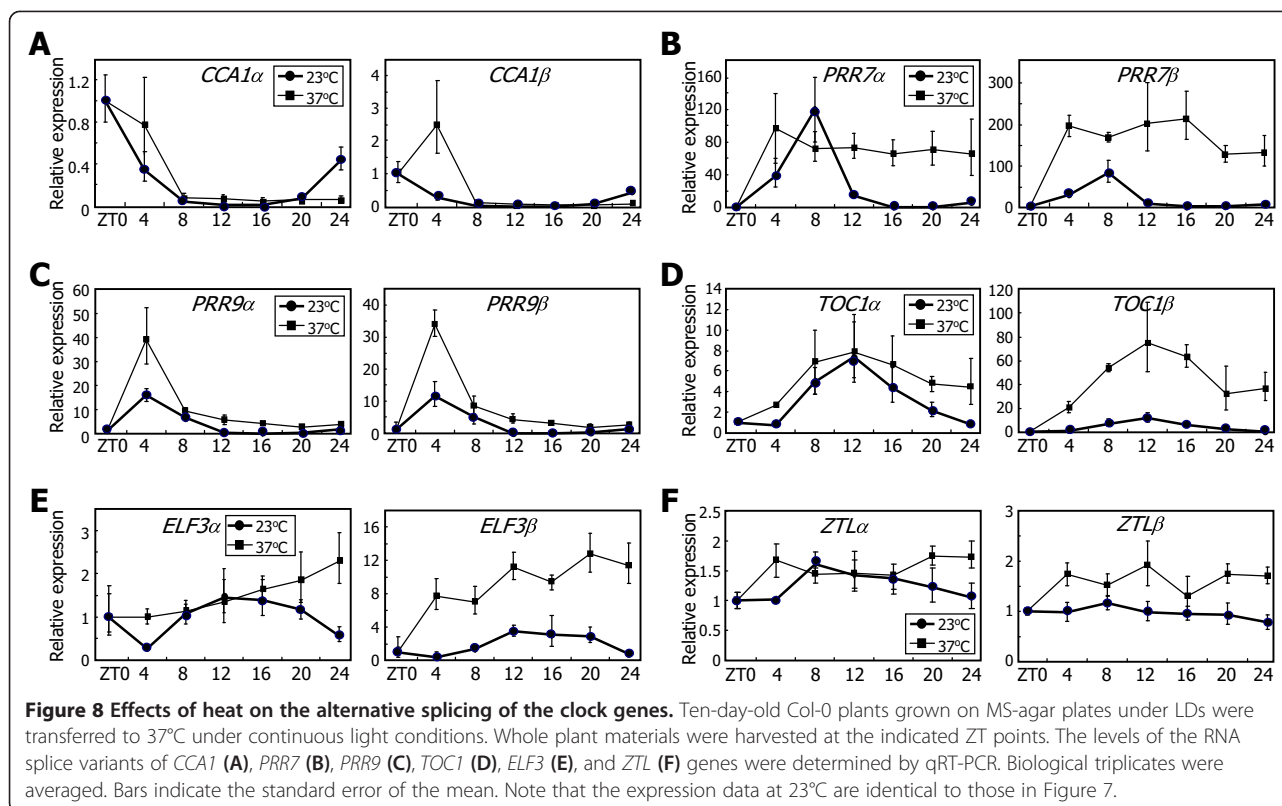 A
B
CCA1α
23ºC
37ºC
CCA1β
PRR7α
23ºC
37ºC
PRR7β
Relative expression
1.2
0.8
0.4
0
4
3
2
1
0
Relative expression
160
120
80
40
0
300
200
100
0
ZT0 4 8 12 16 20 24
ZT0 4 8 12 16 20 24
ZT0 4 8 12 16 20 24
ZT0 4 8 12 16 20 24
C
D
PRR9α
23ºC
37ºC
PRR9β
TOC1α
23ºC
37ºC
TOC1β
Relative expression
60
50
40
30
20
10
0
40
30
20
10
0
Relative expression
14
12
10
8
6
4
2
0
120
100
80
60
40
20
0
ZT0 4 8 12 16 20 24
ZT0 4 8 12 16 20 24
ZT0 4 8 12 16 20 24
ZT0 4 8 12 16 20 24
E
F
ELF3α
23ºC
37ºC
ELF3β
ZTLα
23ºC
37ºC
ZTLβ
Relative expression
3
2
1
0
16
12
8
4
0
Relative expression
2.5
2
1.5
1
0.5
0
3
2
1
0
ZT0 4 8 12 16 20 24
ZT0 4 8 12 16 20 24
ZT0 4 8 12 16 20 24
ZT0 4 8 12 16 20 24
Figure 8 Effects of heat on the alternative splicing of the clock genes. Ten-day-old Col-0 plants grown on MS-agar plates under LDs were
transferred to 37°C under continuous light conditions. Whole plant materials were harvested at the indicated ZT points. The levels of the RNA
splice variants of CCA1 (A), PRR7 (B), PRR9 (C), TOC1 (D), ELF3 (E), and ZTL (F) genes were determined by qRT-PCR. Biological triplicates were
averaged. Bars indicate the standard error of the mean. Note that the expression data at 23°C are identical to those in Figure 7.